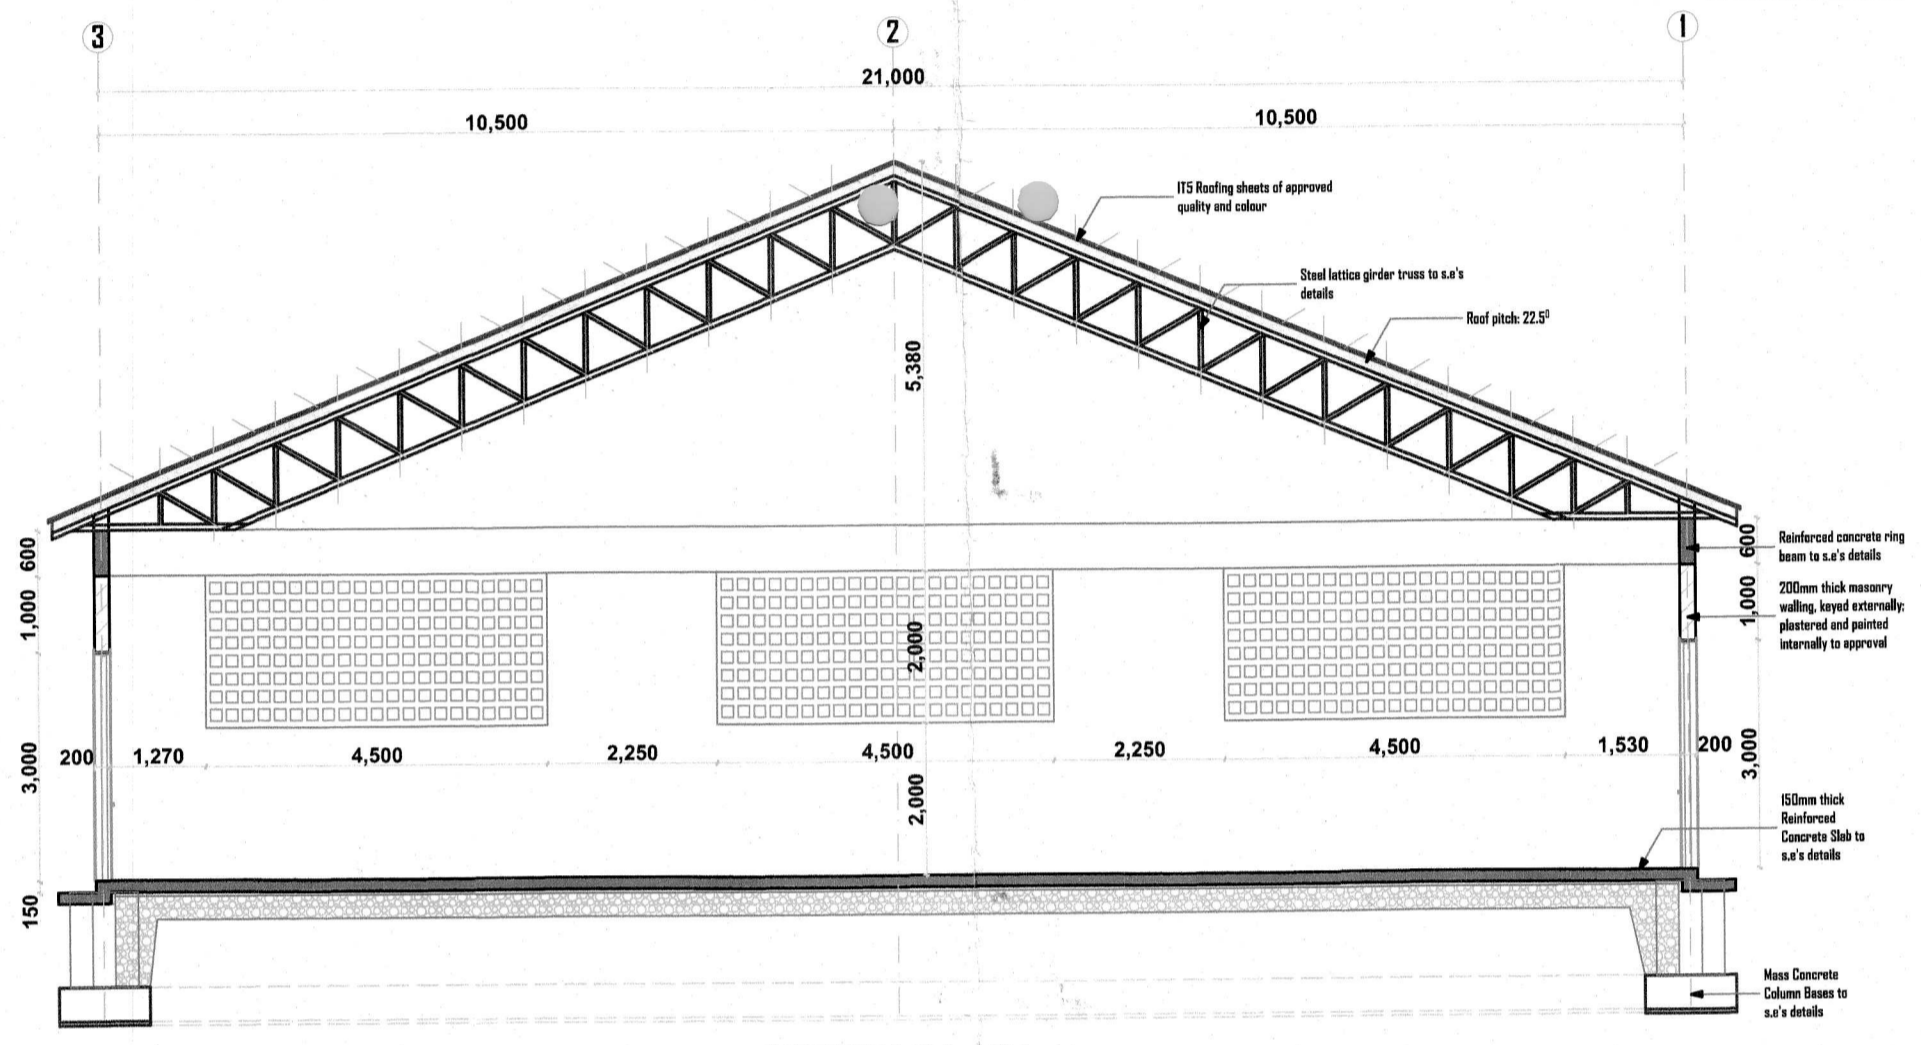 3
2
1
21,000
10,500
10,500
IT5 Roofing sheets of approved
quality and colour
Steel lattice girder truss to s.e's
details
Roof pitch: 22.5⁰
5,380
600
600
Reinforced concrete ring
beam to s.e's details
1,000
1,000
200mm thick masonry
walling, keyed externally;
plastered and painted
internally to approval
2,000
200
1,270
4,500
2,250
4,500
2,250
4,500
1,530
200
3,000
3,000
2,000
150mm thick
Reinforced
Concrete Slab to
s.e's details
150
Mass Concrete
Column Bases to
s.e's details